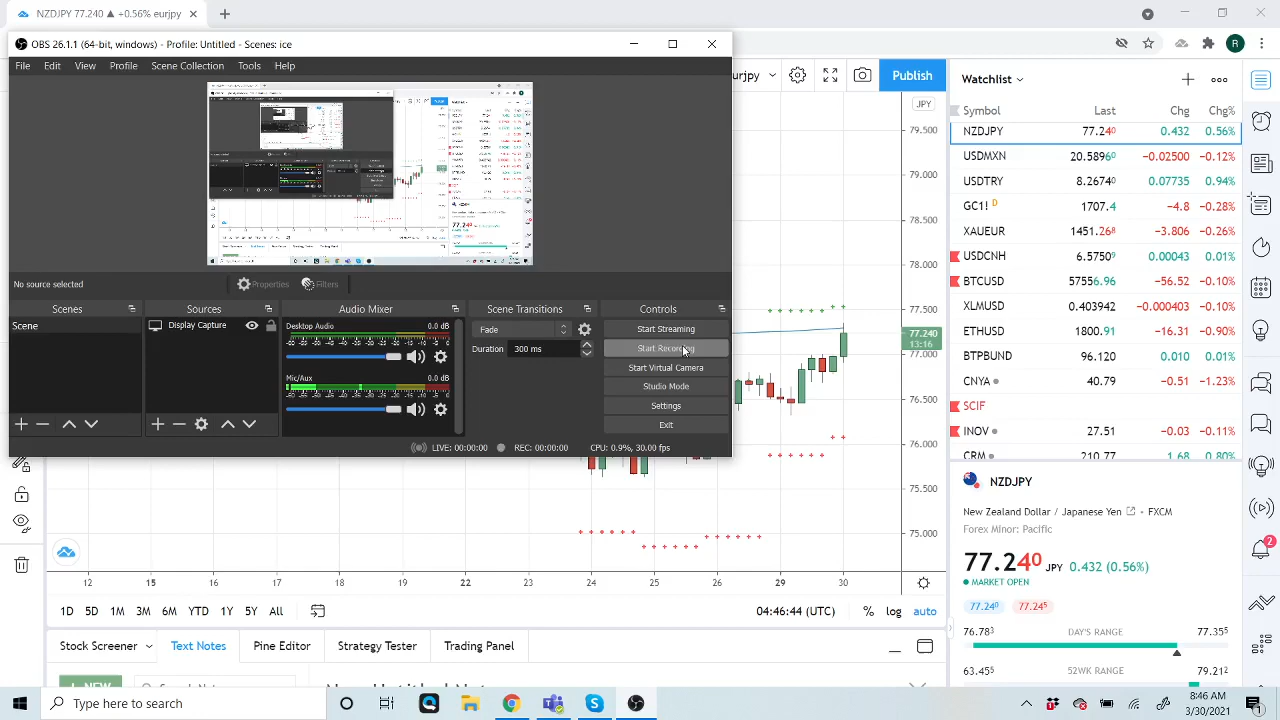 NZDJPY 77.240 ▲ +0.56% eurjpy
OBS 26.1.1 (64-bit, windows) - Profile: Untitled - Scenes: ice
File Edit View Profile Scene Collection Tools Help
No source selected
Properties
Filters
Scenes
Scene
Sources
Display Capture
Audio Mixer
Desktop Audio 0.0 dB
Mic/Aux 0.0 dB
Scene Transitions
Fade
Duration 300 ms
Controls
Start Streaming
Start Recording
Start Virtual Camera
Studio Mode
Settings
Exit
LIVE: 00:00:00 REC: 00:00:00 CPU: 0.9%, 30.00 fps
R
urjpy
Publish
JPY
79.500
79.000
78.500
78.000
77.500
77.240
13:16
77.000
76.500
76.000
75.500
75.000
12 15 16 17 18 19 22 23 24 25 26 29 30
1D 5D 1M 3M 6M YTD 1Y 5Y All
04:46:44 (UTC) % log auto
Stock Screener Text Notes Pine Editor Strategy Tester Trading Panel
Watchlist
Symbol Last Chg Chg%
NZDJPY 77.240 0.432 0.56%
USDMXN 20.5896⁰ −0.02500 −0.12%
USDTRY 8.2674⁰ 0.07735 0.94%
GC1! D 1707.4 −4.8 −0.28%
XAUEUR 1451.26⁸ −3.806 −0.26%
USDCNH 6.5750⁹ 0.00043 0.01%
BTCUSD 57556.96 −56.52 −0.10%
XLMUSD 0.403942 −0.000403 −0.10%
ETHUSD 1800.91 −16.31 −0.90%
BTPBUND 96.120 0.010 0.01%
CNYA 40.79 −0.51 −1.23%
SCIF
INOV 27.51 −0.03 −0.11%
CRM 210.77 1.68 0.80%
NZDJPY
New Zealand Dollar / Japanese Yen • FXCM
Forex Minor: Pacific
77.240 JPY 0.432 (0.56%)
MARKET OPEN
77.24⁰ 77.24⁵
76.78³ DAY'S RANGE 77.35⁵
63.45⁵ 52WK RANGE 79.21²
2
Type here to search
8:46 AM
3/30/2021
1